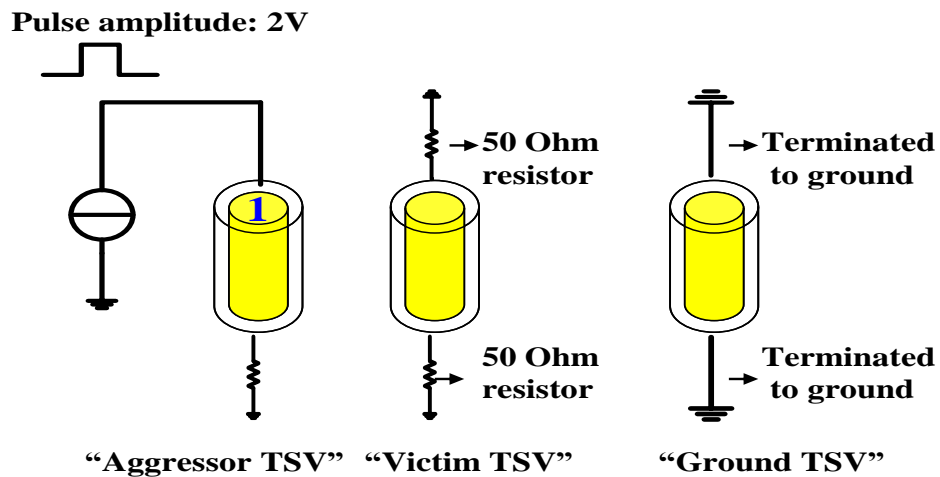 Pulse amplitude: 2V
50 Ohm
resistor
Terminated
to ground
1
50 Ohm
resistor
Terminated
to ground
“Aggressor TSV” “Victim TSV” “Ground TSV”